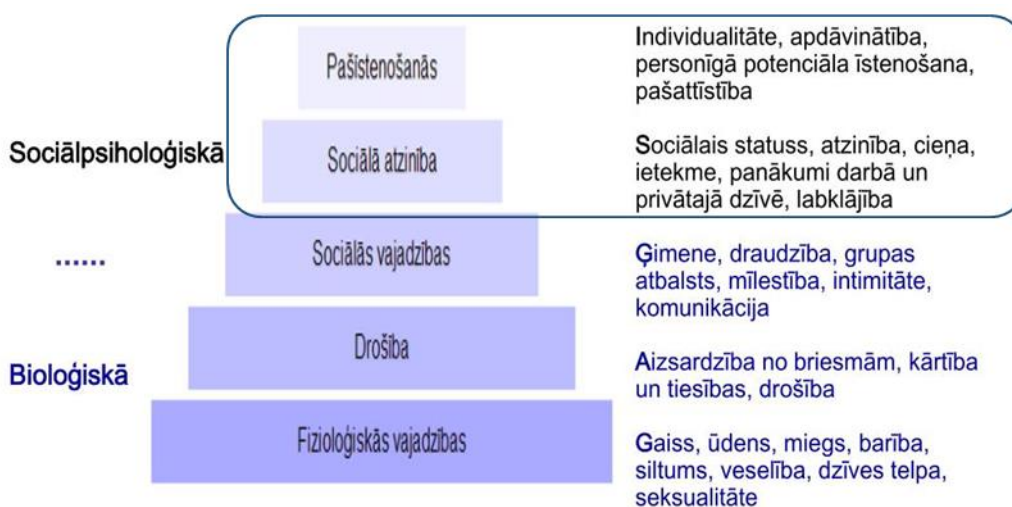 Pašīstenošanās
Individualitāte, apdāvinātība,
personīgā potenciāla īstenošana,
pašattīstība
Sociālpsiholoģiskā
Sociālā atzinība
Sociālais statuss, atzinība, cieņa,
ietekme, panākumi darbā un
privātajā dzīvē, labklājība
......
Sociālās vajadzības
Ģimene, draudzība, grupas
atbalsts, mīlestība, intimitāte,
komunikācija
Bioloģiskā
Drošība
Aizsardzība no briesmām, kārtība
un tiesības, drošība
Fizioloģiskās vajadzības
Gaiss, ūdens, miegs, barība,
siltums, veselība, dzīves telpa,
seksualitāte